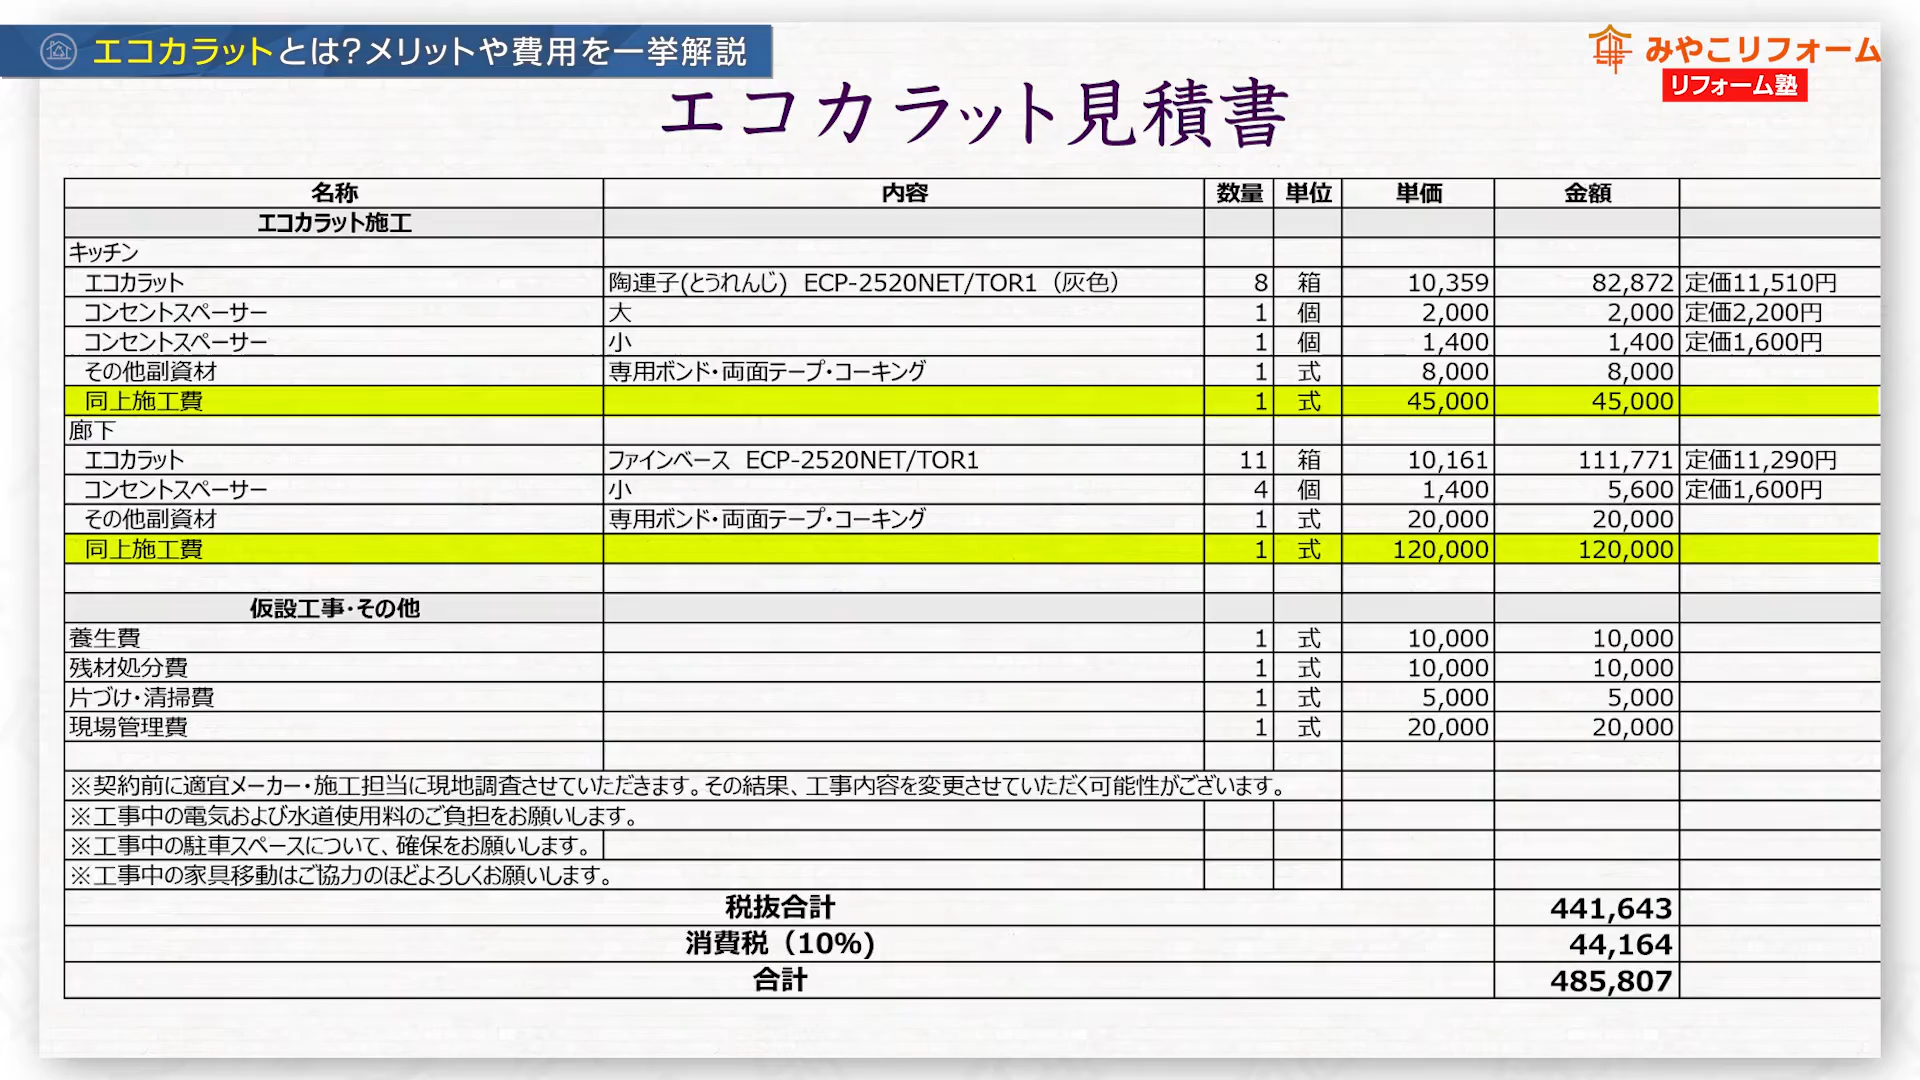 エコカラットとは?メリットや費用を一挙解説
みやこリフォーム
リフォーム塾
エコカラット見積書
名称 内容 数量 単位 単価 金額
エコカラット施工
キッチン
エコカラット 陶連子(とうれんじ) ECP-2520NET/TOR1(灰色) 8 箱 10,359 82,872 定価11,510円
コンセントスペーサー 大 1 個 2,000 2,000 定価2,200円
コンセントスペーサー 小 1 個 1,400 1,400 定価1,600円
その他副資材 専用ボンド・両面テープ・コーキング 1 式 8,000 8,000
同上施工費 1 式 45,000 45,000
廊下
エコカラット ファインベース ECP-2520NET/TOR1 11 箱 10,161 111,771 定価11,290円
コンセントスペーサー 小 4 個 1,400 5,600 定価1,600円
その他副資材 専用ボンド・両面テープ・コーキング 1 式 20,000 20,000
同上施工費 1 式 120,000 120,000
仮設工事・その他
養生費 1 式 10,000 10,000
残材処分費 1 式 10,000 10,000
片づけ・清掃費 1 式 5,000 5,000
現場管理費 1 式 20,000 20,000
※契約前に適宜メーカー・施工担当に現地調査させていただきます。その結果、工事内容を変更させていただく可能性がございます。
※工事中の電気および水道使用料のご負担をお願いします。
※工事中の駐車スペースについて、確保をお願いします。
※工事中の家具移動はご協力のほどよろしくお願いします。
税抜合計 441,643
消費税(10%) 44,164
合計 485,807